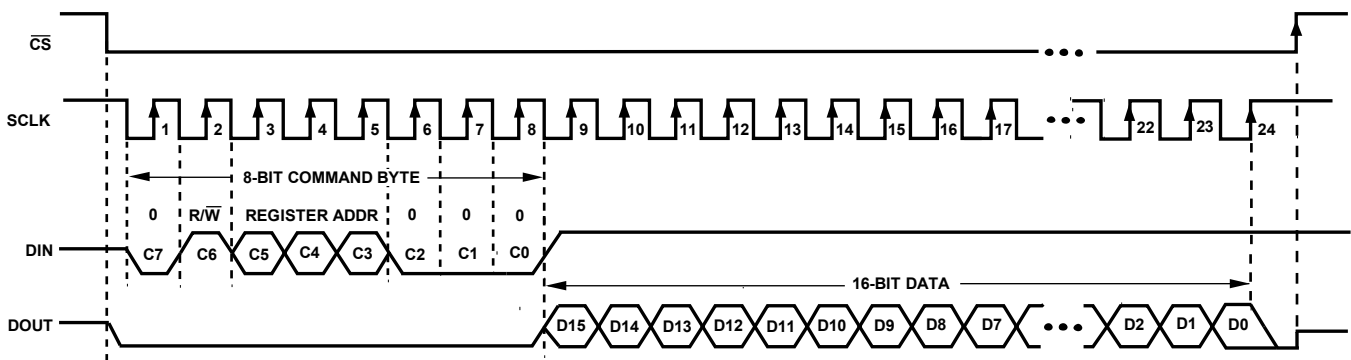 CS
SCLK
1 2 3 4 5 6 7 8 9 10 11 12 13 14 15 16 17 22 23 24
8-BIT COMMAND BYTE
0 R/W REGISTER ADDR 0 0 0
DIN C7 C6 C5 C4 C3 C2 C1 C0
16-BIT DATA
DOUT D15 D14 D13 D12 D11 D10 D9 D8 D7 D2 D1 D0